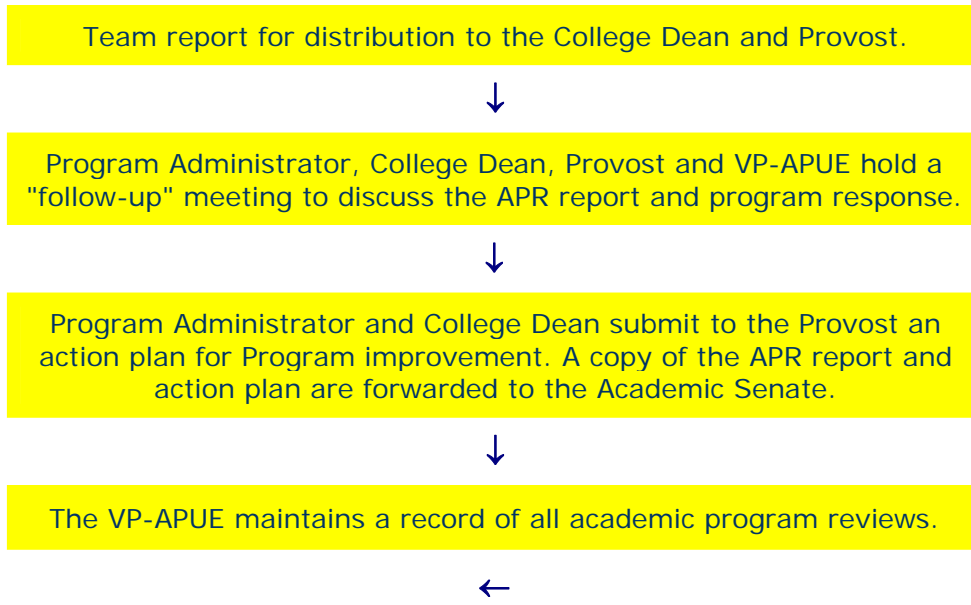 Team report for distribution to the College Dean and Provost.
↓
Program Administrator, College Dean, Provost and VP-APUE hold a
"follow-up" meeting to discuss the APR report and program response.
↓
Program Administrator and College Dean submit to the Provost an
action plan for Program improvement. A copy of the APR report and
action plan are forwarded to the Academic Senate.
↓
The VP-APUE maintains a record of all academic program reviews.
←